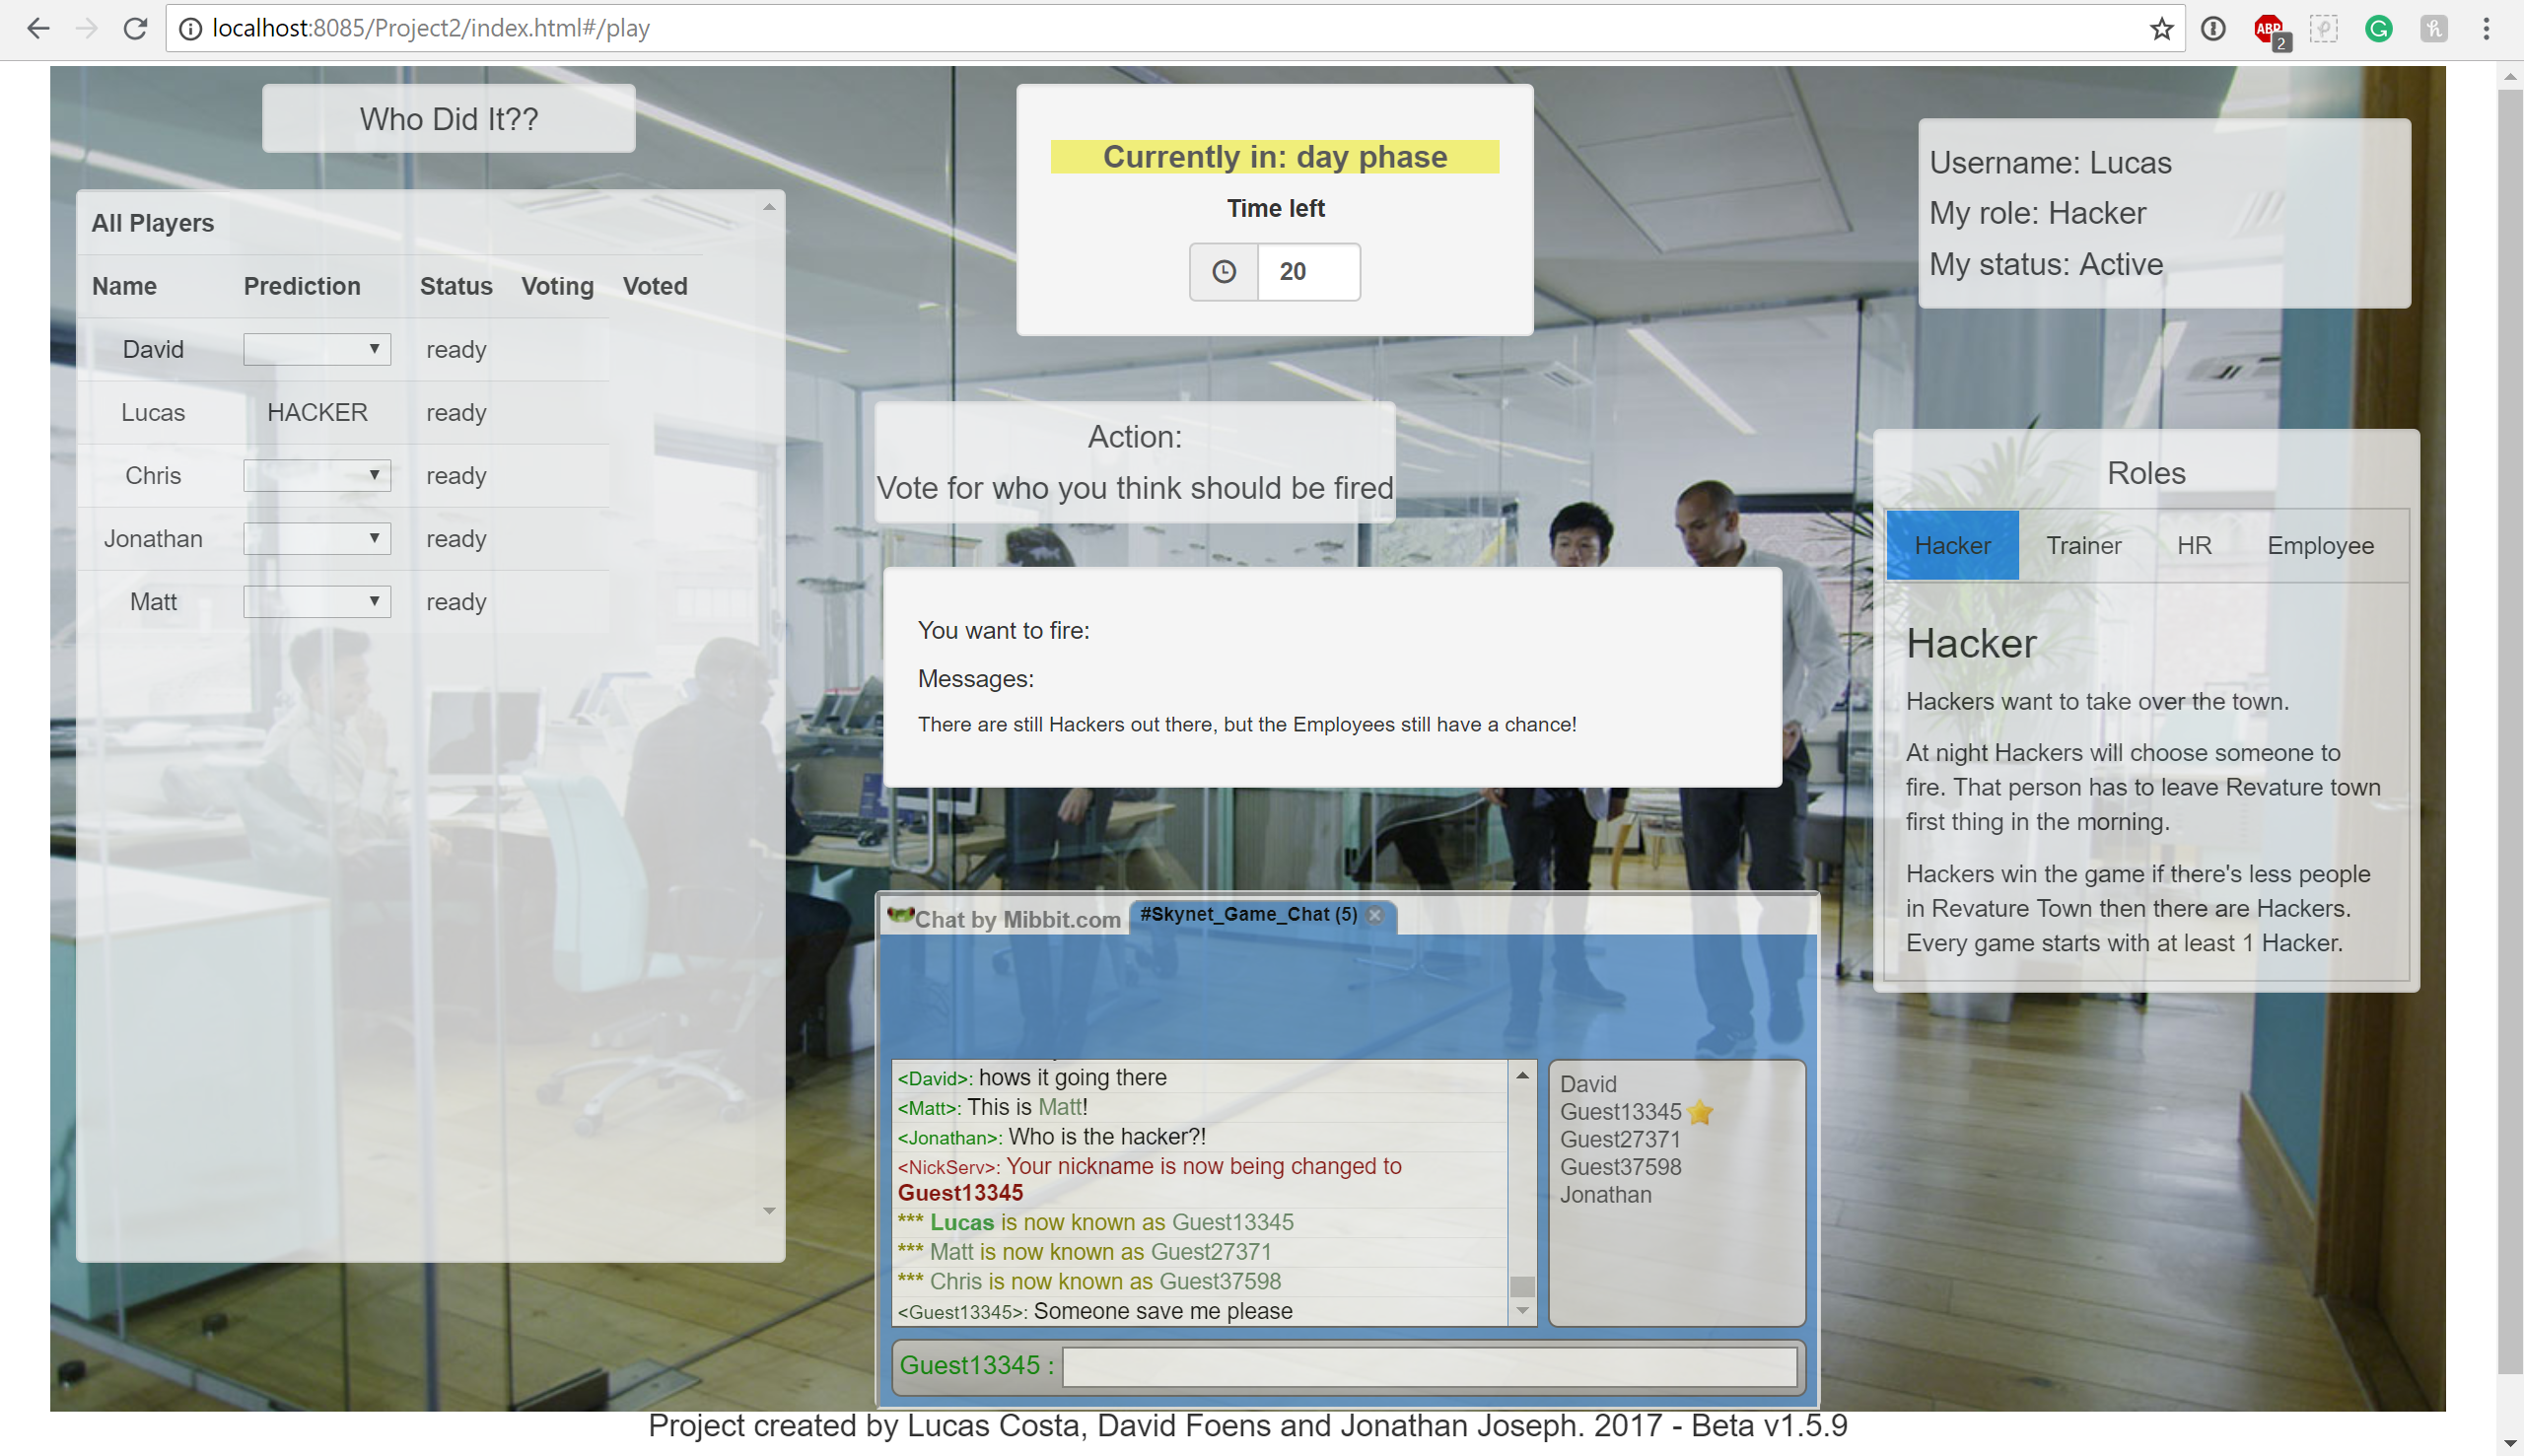 localhost:8085/Project2/index.html#/play
ABP
2
Who Did It??
All Players
Name Prediction Status Voting Voted
David ready
Lucas HACKER ready
Chris ready
Jonathan ready
Matt ready
Currently in: day phase
Time left
20
Username: Lucas
My role: Hacker
My status: Active
Action:
Vote for who you think should be fired
You want to fire:
Messages:
There are still Hackers out there, but the Employees still have a chance!
Roles
Hacker Trainer HR Employee
Hacker
Hackers want to take over the town.
At night Hackers will choose someone to
fire. That person has to leave Revature town
first thing in the morning.
Hackers win the game if there's less people
in Revature Town then there are Hackers.
Every game starts with at least 1 Hacker.
Chat by Mibbit.com #Skynet_Game_Chat (5)
<David>: hows it going there
<Matt>: This is Matt!
<Jonathan>: Who is the hacker?!
<NickServ>: Your nickname is now being changed to
Guest13345
*** Lucas is now known as Guest13345
*** Matt is now known as Guest27371
*** Chris is now known as Guest37598
<Guest13345>: Someone save me please
David
Guest13345
Guest27371
Guest37598
Jonathan
Guest13345 :
Project created by Lucas Costa, David Foens and Jonathan Joseph. 2017 - Beta v1.5.9